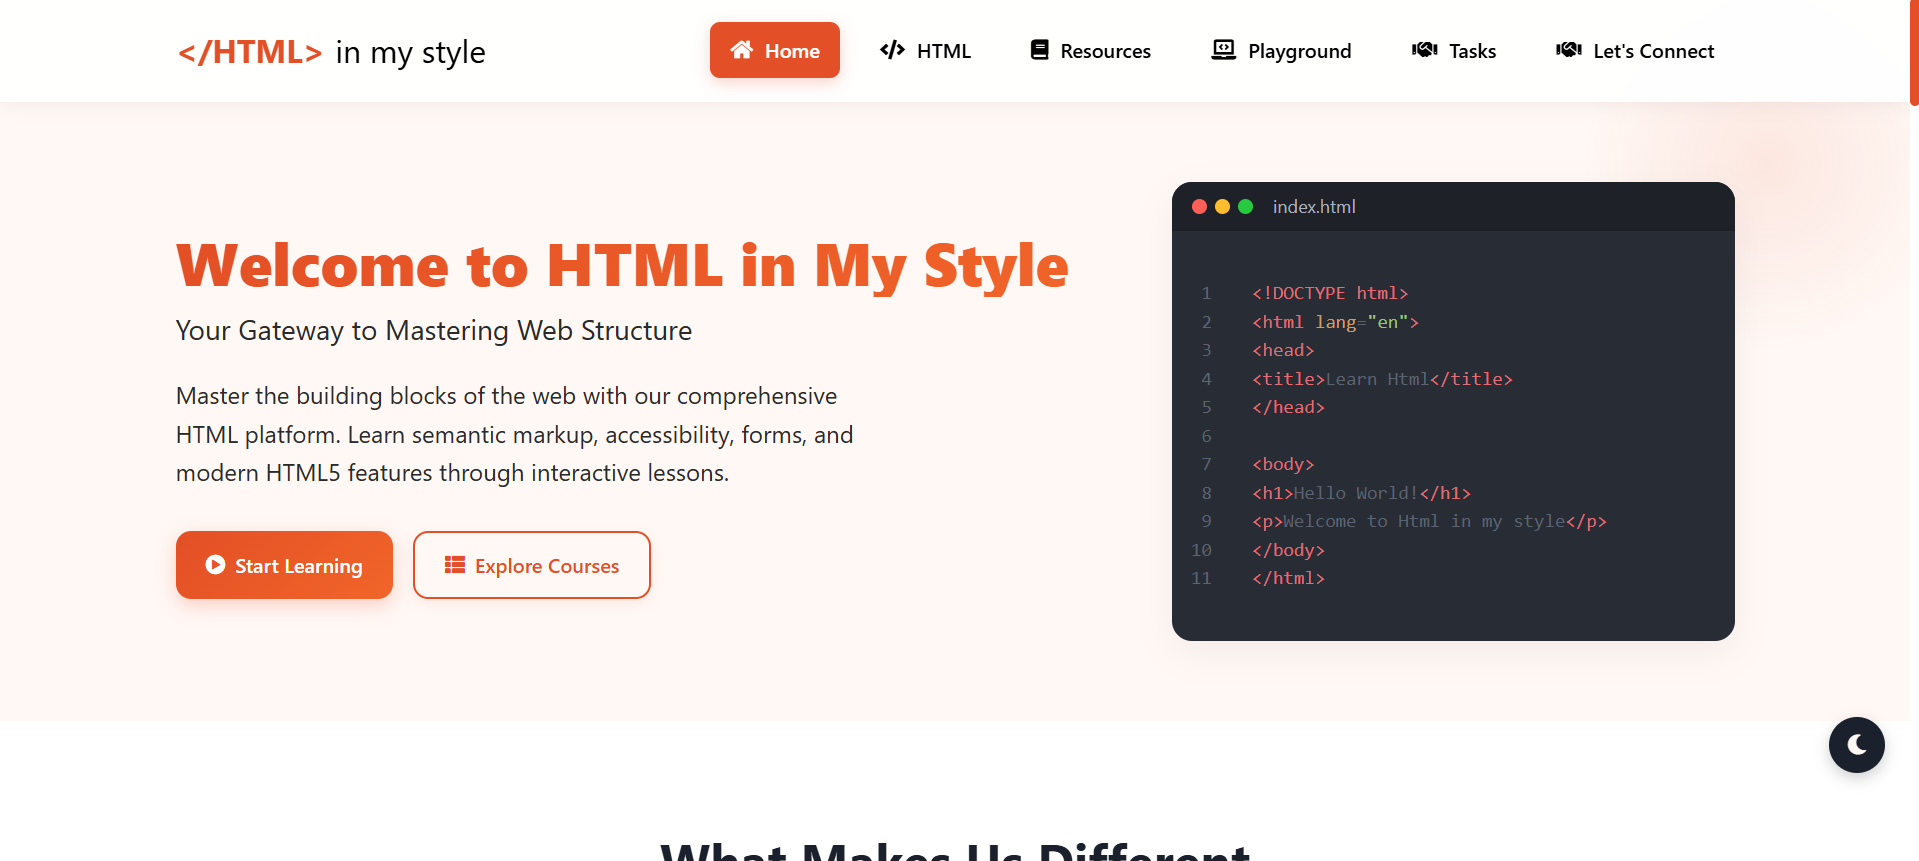 </HTML> in my style
Home
HTML
Resources
Playground
Tasks
Let's Connect
Welcome to HTML in My Style
Your Gateway to Mastering Web Structure
Master the building blocks of the web with our comprehensive
HTML platform. Learn semantic markup, accessibility, forms, and
modern HTML5 features through interactive lessons.
Start Learning
Explore Courses
index.html
1 <!DOCTYPE html>
2 <html lang="en">
3 <head>
4 <title>Learn Html</title>
5 </head>
6
7 <body>
8 <h1>Hello World!</h1>
9 <p>Welcome to Html in my style</p>
10 </body>
11 </html>
What Makes Us Different